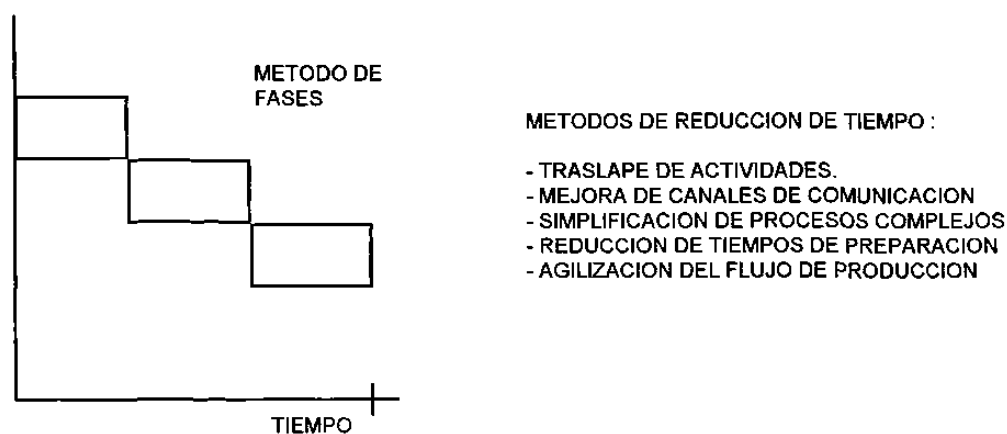 METODO DE
FASES
METODOS DE REDUCCION DE TIEMPO :
- TRASLAPE DE ACTIVIDADES.
- MEJORA DE CANALES DE COMUNICACION
- SIMPLIFICACION DE PROCESOS COMPLEJOS
- REDUCCION DE TIEMPOS DE PREPARACION
- AGILIZACION DEL FLUJO DE PRODUCCION
TIEMPO